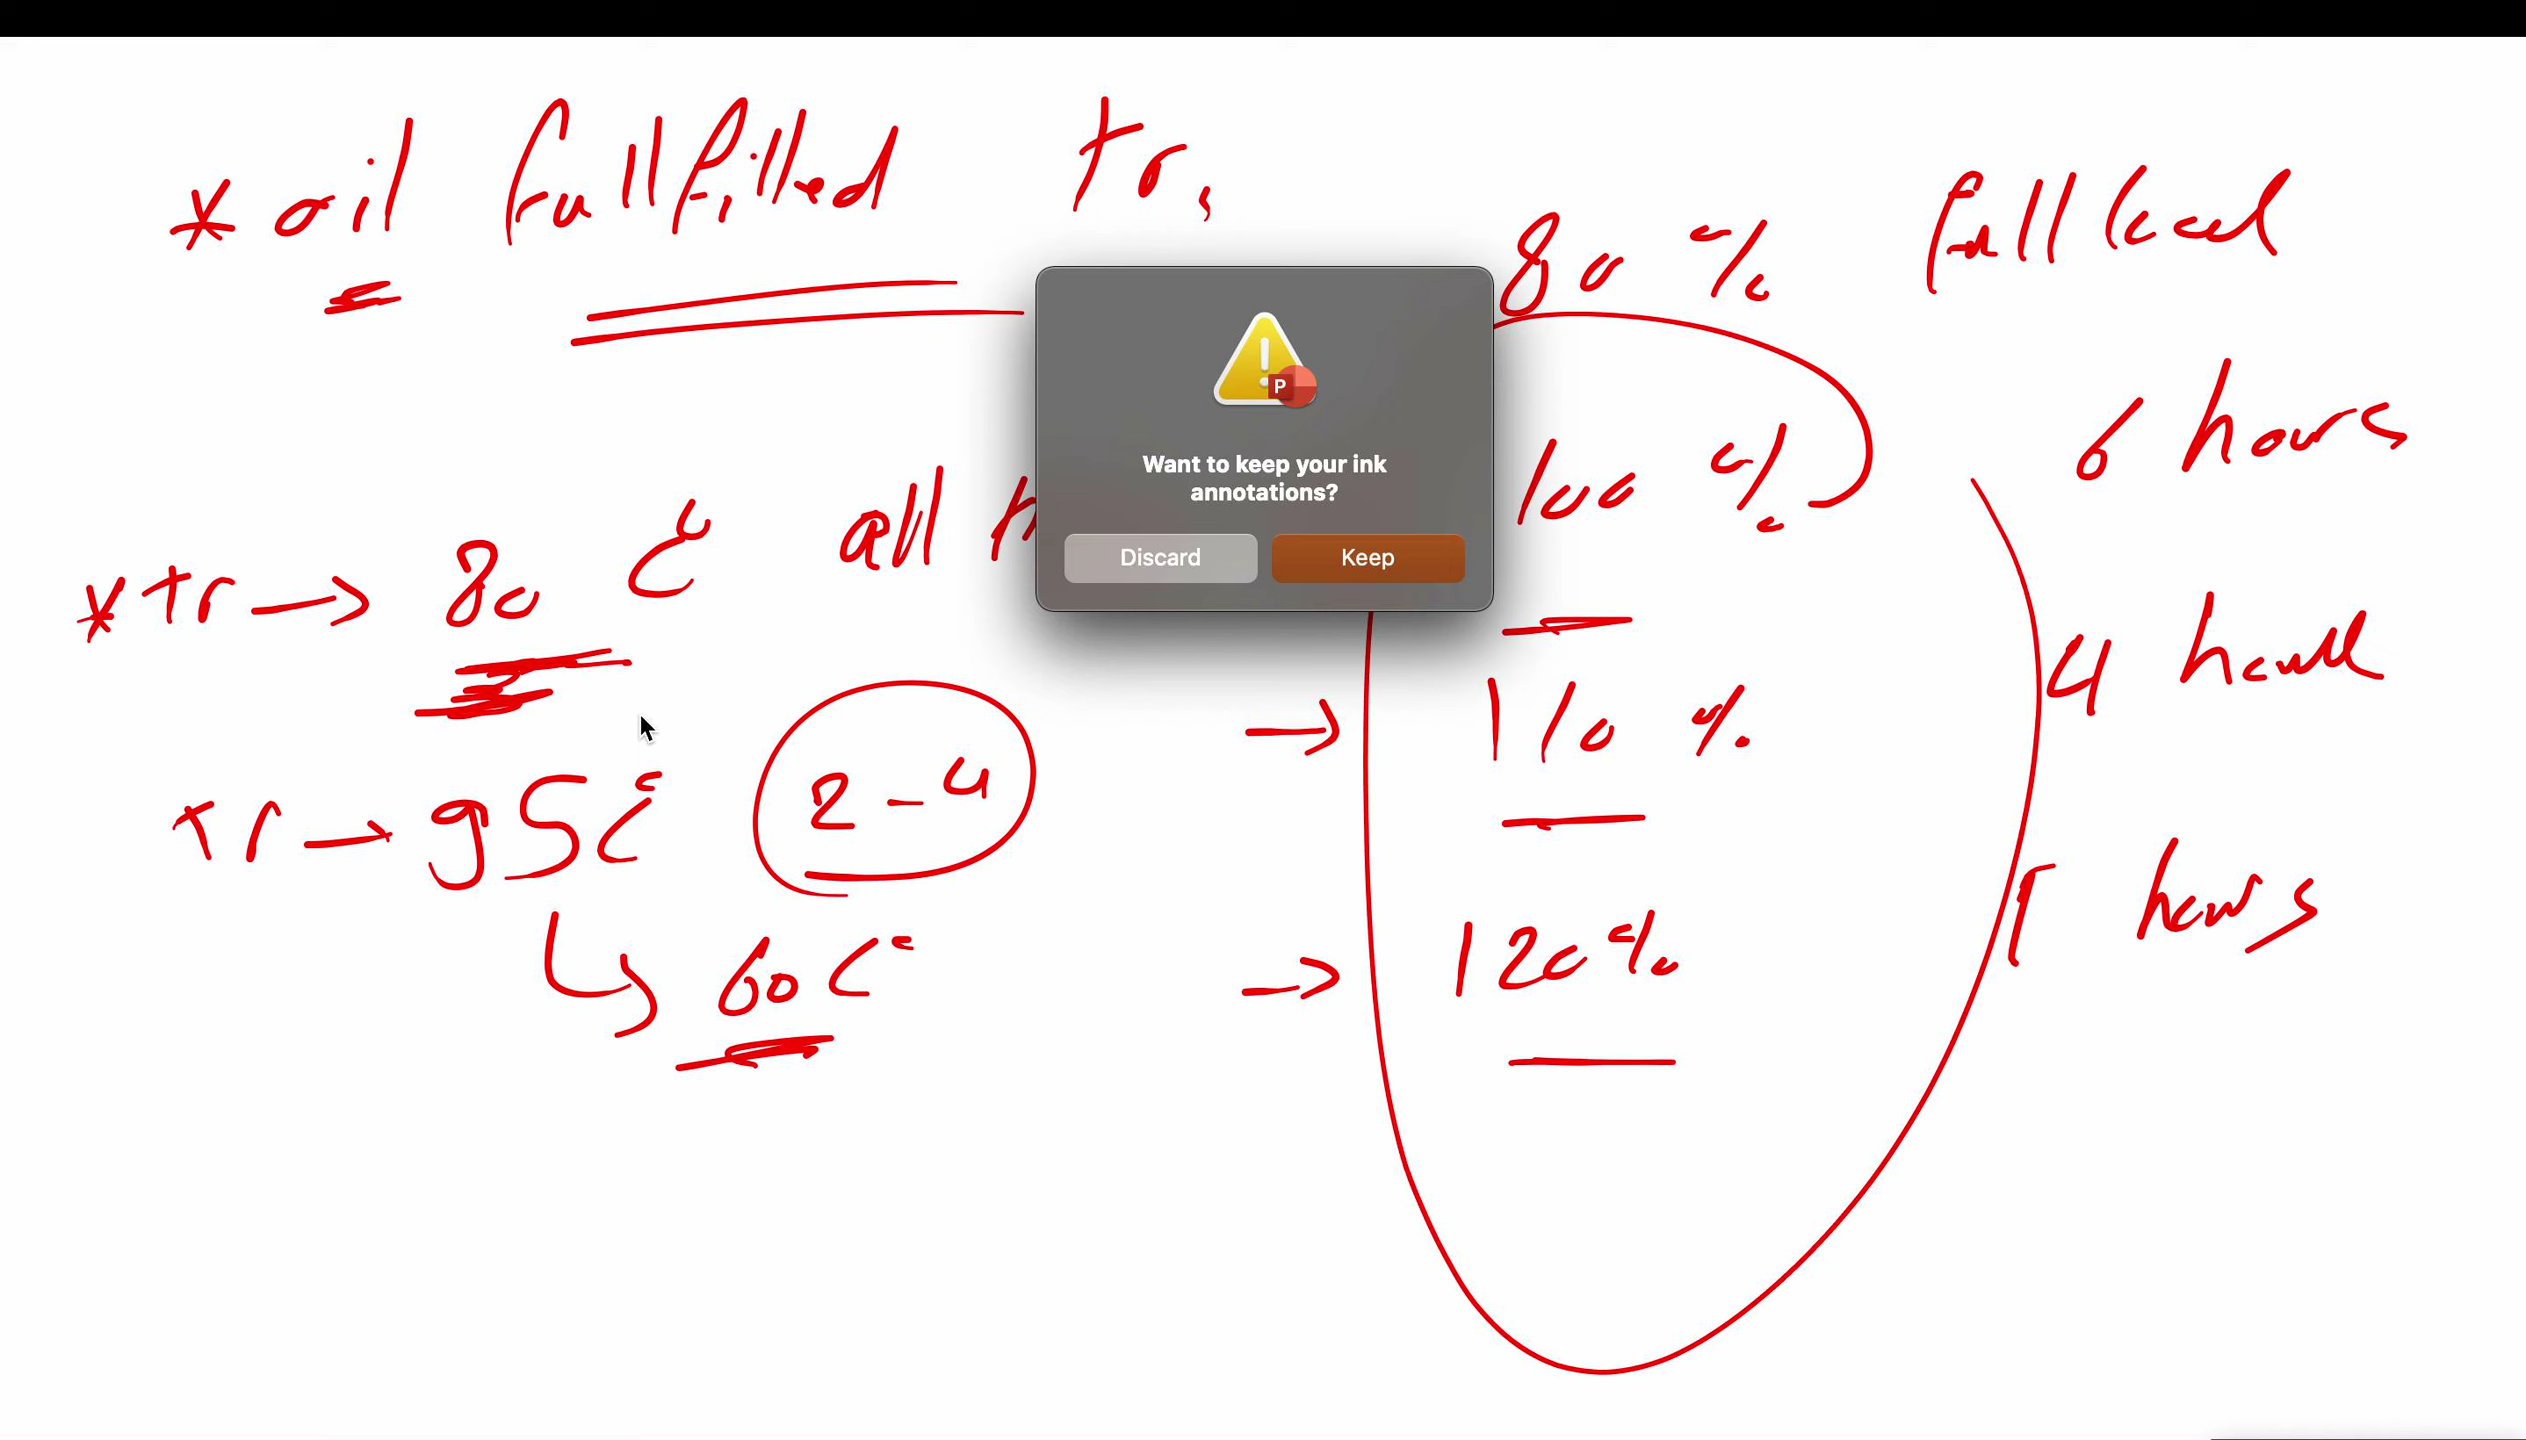 * oil fullfilled tr,
80 % full load
Want to keep your ink
annotations?
Discard Keep
100 % 6 hours
* tr → 80 C° all
→ 110 % 4
tr → 95 C° 2-4
→ 120 % 1 hours
60 C°